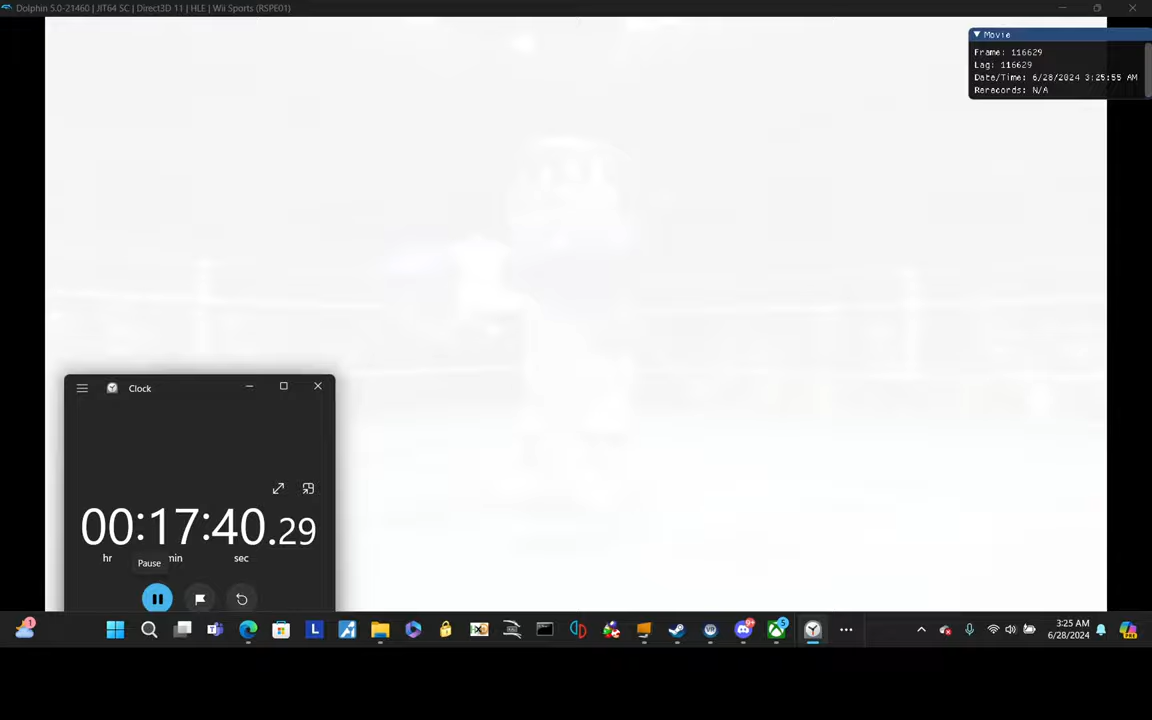 Dolphin 5.0-21460 | JIT64 SC | Direct3D 11 | HLE | Wii Sports (RSPE01)
Movie
Frame: 116629
Lag: 116629
Date/Time: 6/28/2024 3:25:55 AM
Rerecords: N/A
Clock
00:17:40.29
hr min sec
Pause
3:25 AM
6/28/2024